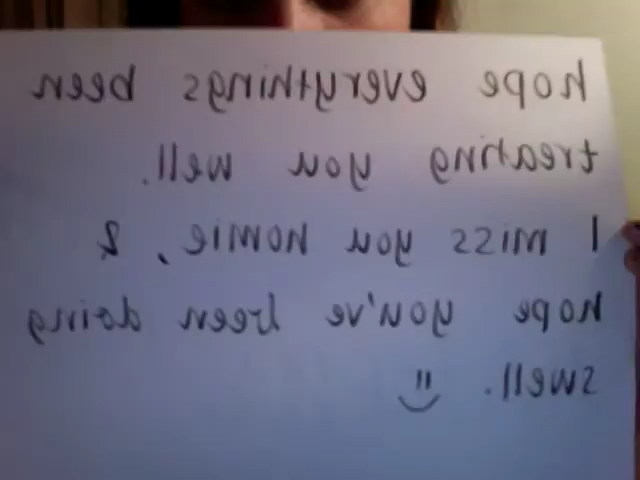 hope everythings been
treating you well.
I miss you homie, &
hope you've been doing
swell. :)